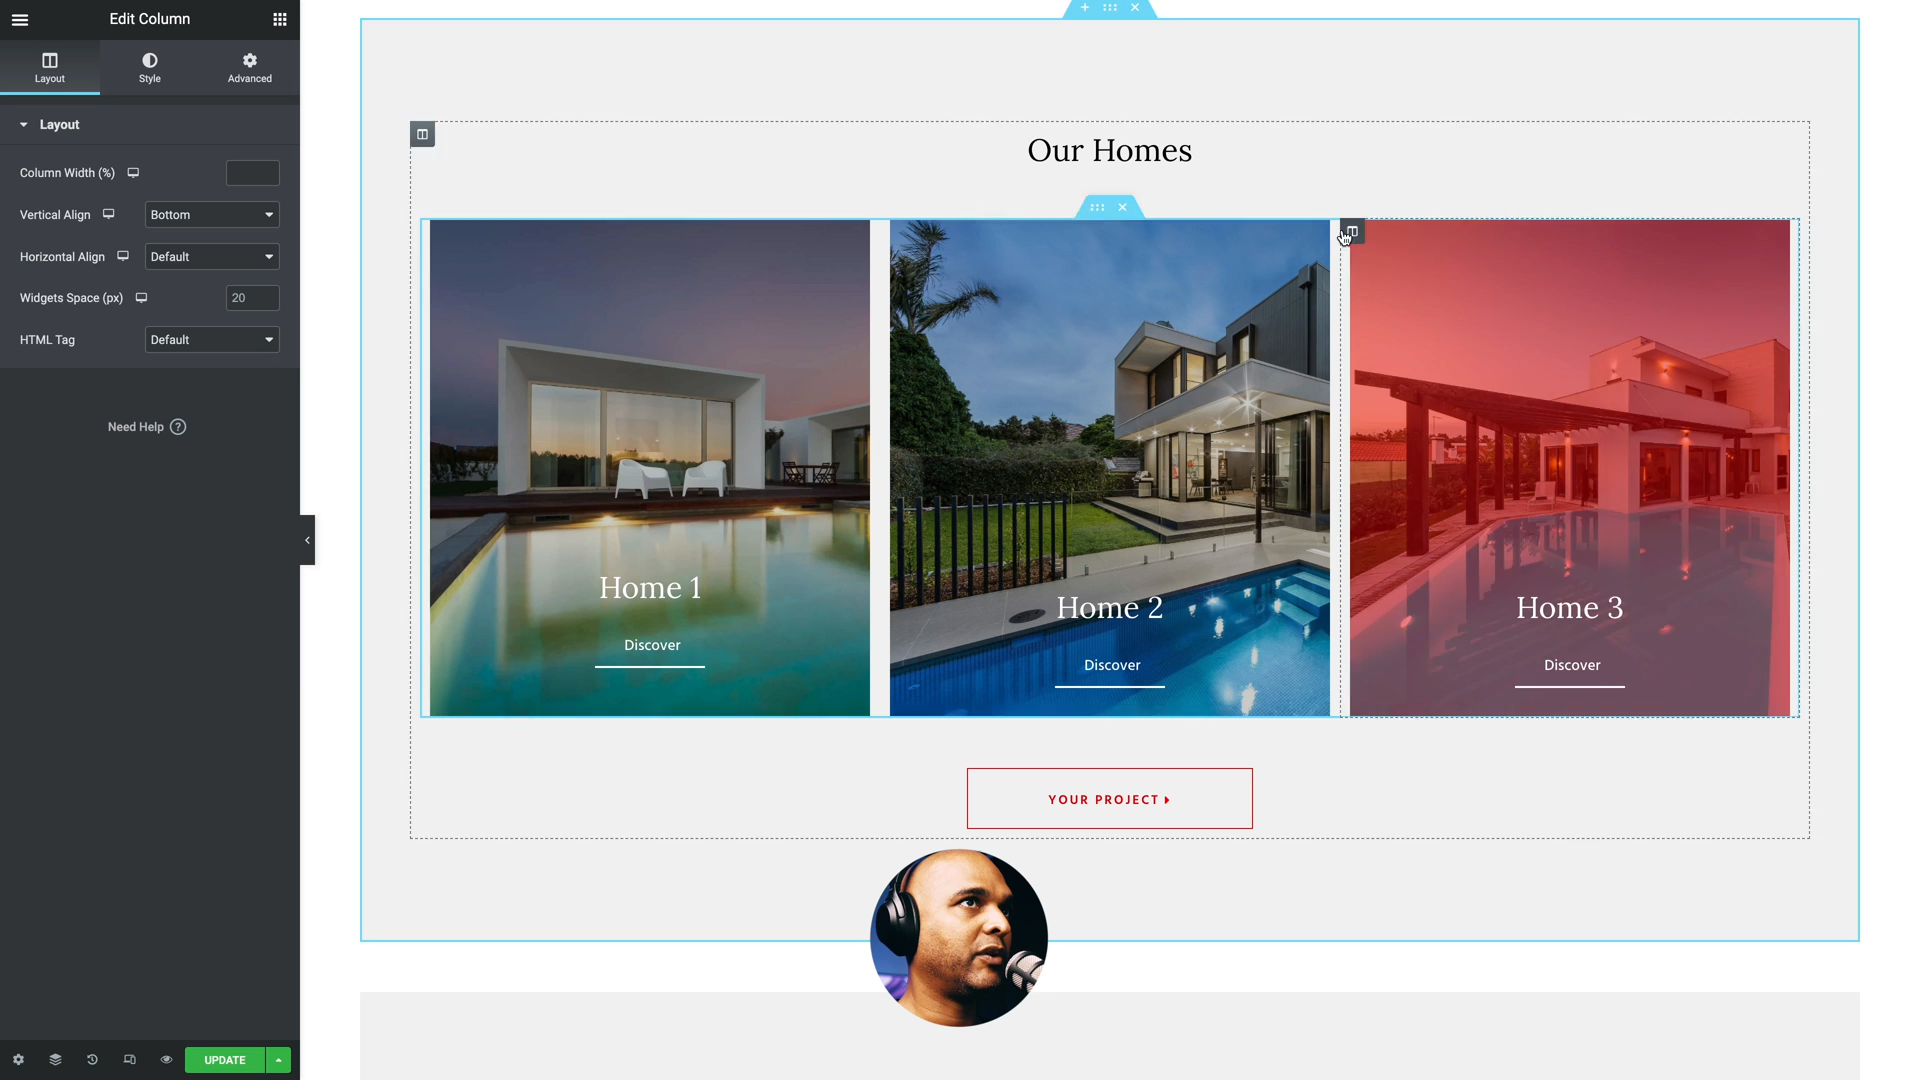 Edit Column
Layout
Style
Advanced
Layout
Column Width (%)
Vertical Align
Bottom
Horizontal Align
Default
Widgets Space (px)
20
HTML Tag
Default
Need Help
UPDATE
Our Homes
Home 1
Discover
Home 2
Discover
Home 3
Discover
YOUR PROJECT